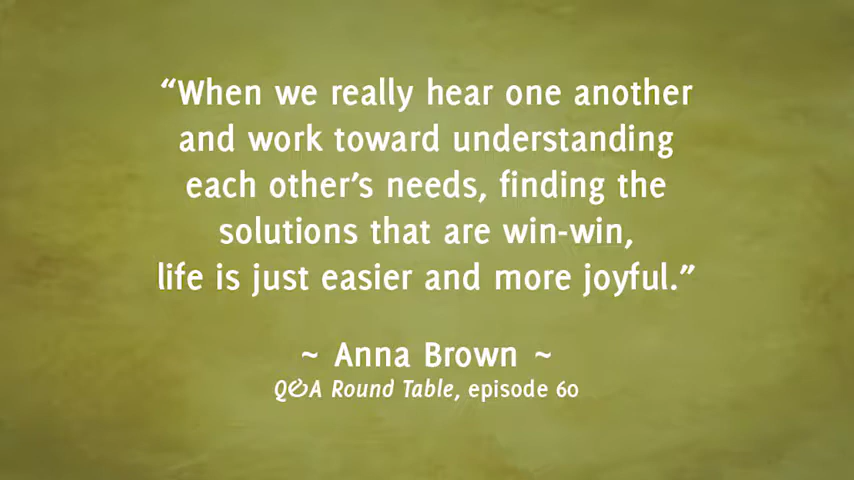 “When we really hear one another
and work toward understanding
each other’s needs, finding the
solutions that are win-win,
life is just easier and more joyful.”
~ Anna Brown ~
Q&A Round Table, episode 60